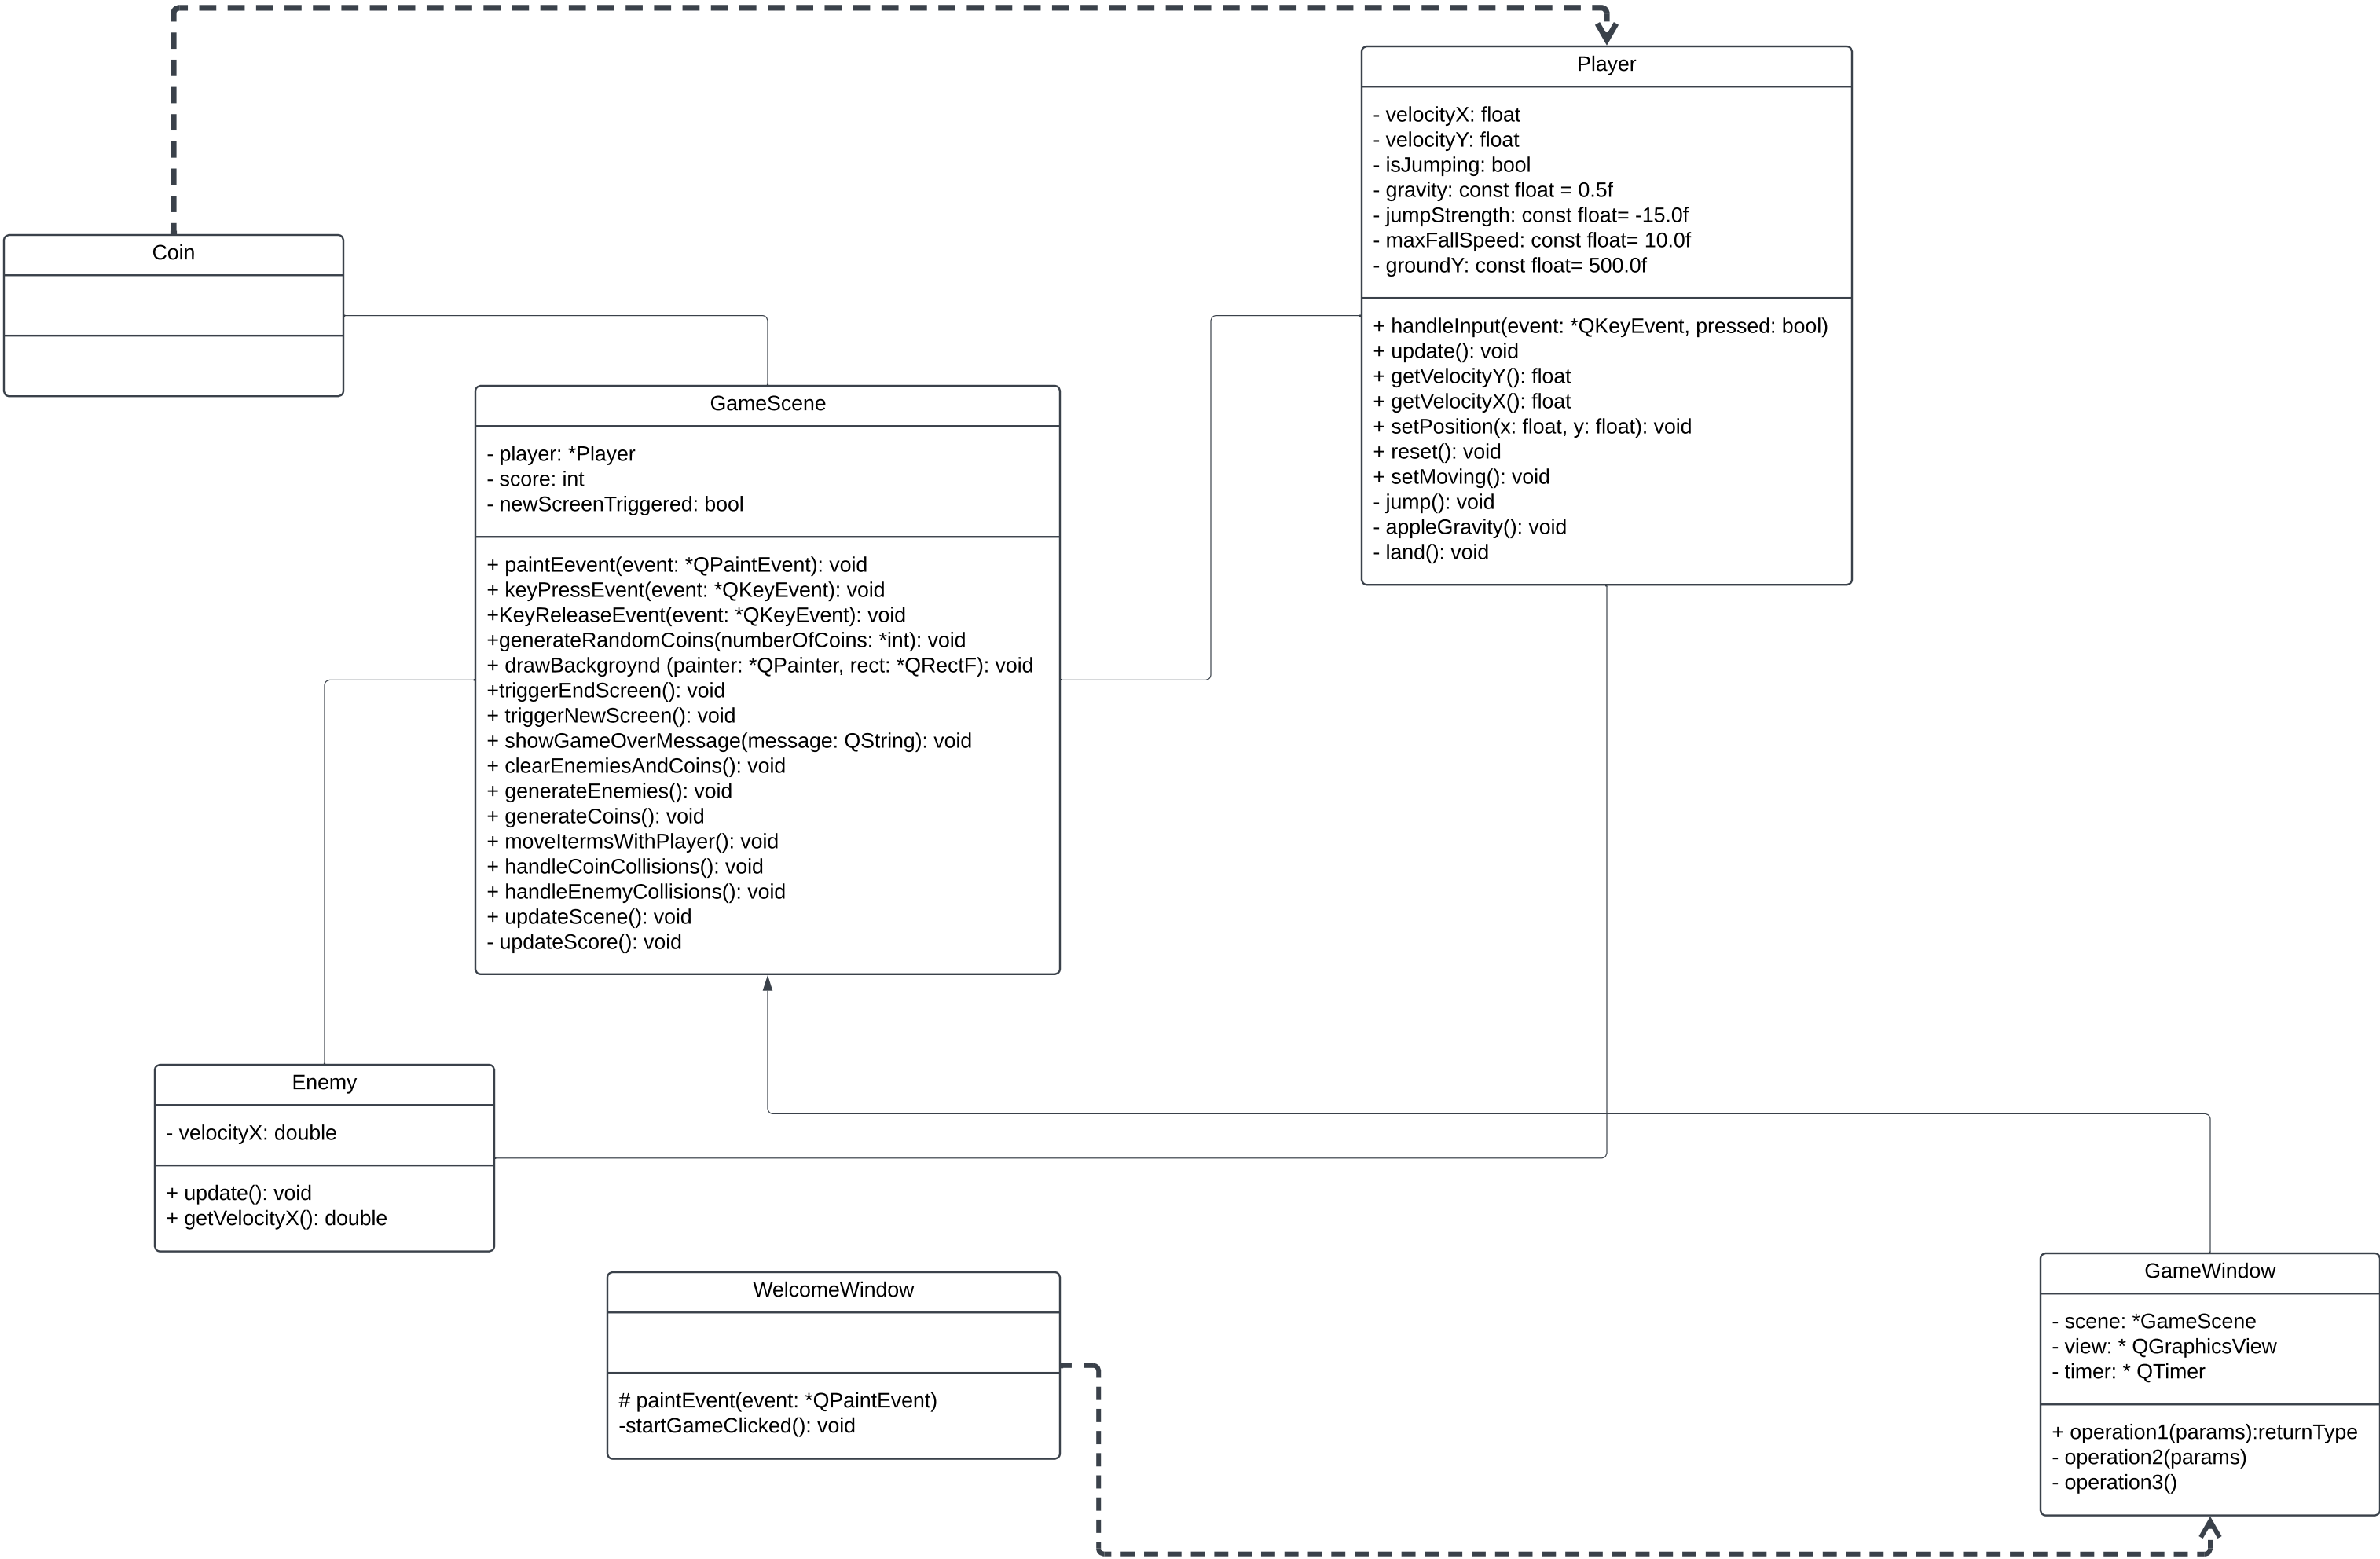 Player
- velocityX: float
- velocityY: float
- isJumping: bool
- gravity: const float = 0.5f
- jumpStrength: const float= -15.0f
- maxFallSpeed: const float= 10.0f
- groundY: const float= 500.0f
+ handleInput(event: *QKeyEvent, pressed: bool)
+ update(): void
+ getVelocityY(): float
+ getVelocityX(): float
+ setPosition(x: float, y: float): void
+ reset(): void
+ setMoving(): void
- jump(): void
- appleGravity(): void
- land(): void
Coin
GameScene
- player: *Player
- score: int
- newScreenTriggered: bool
+ paintEevent(event: *QPaintEvent): void
+ keyPressEvent(event: *QKeyEvent): void
+KeyReleaseEvent(event: *QKeyEvent): void
+generateRandomCoins(numberOfCoins: *int): void
+ drawBackgroynd (painter: *QPainter, rect: *QRectF): void
+triggerEndScreen(): void
+ triggerNewScreen(): void
+ showGameOverMessage(message: QString): void
+ clearEnemiesAndCoins(): void
+ generateEnemies(): void
+ generateCoins(): void
+ moveItermsWithPlayer(): void
+ handleCoinCollisions(): void
+ handleEnemyCollisions(): void
+ updateScene(): void
- updateScore(): void
Enemy
- velocityX: double
+ update(): void
+ getVelocityX(): double
WelcomeWindow
# paintEvent(event: *QPaintEvent)
-startGameClicked(): void
GameWindow
- scene: *GameScene
- view: * QGraphicsView
- timer: * QTimer
+ operation1(params):returnType
- operation2(params)
- operation3()